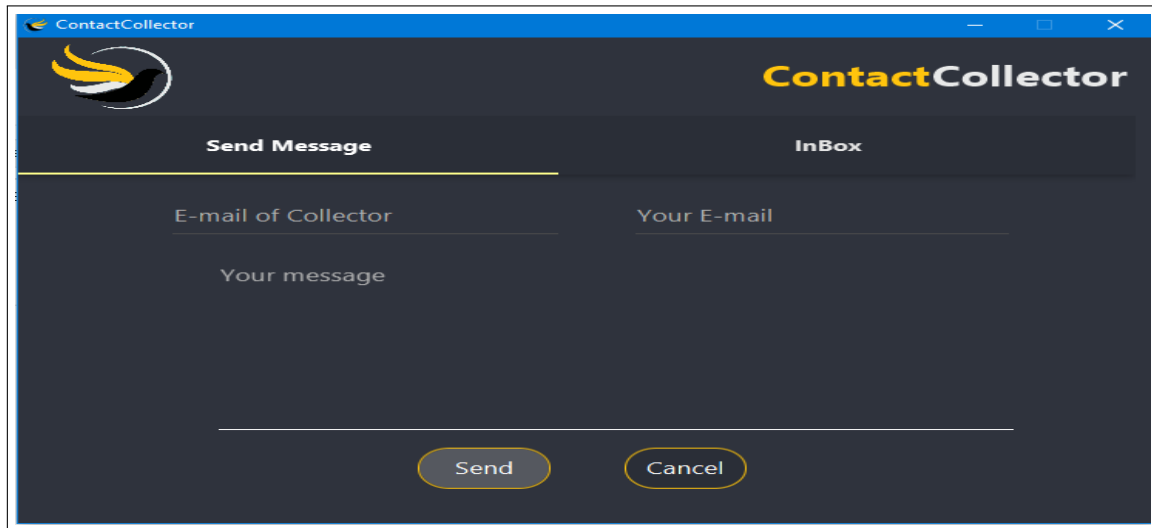 ContactCollector
ContactCollector
Send Message
InBox
E-mail of Collector
Your E-mail
Your message
Send
Cancel